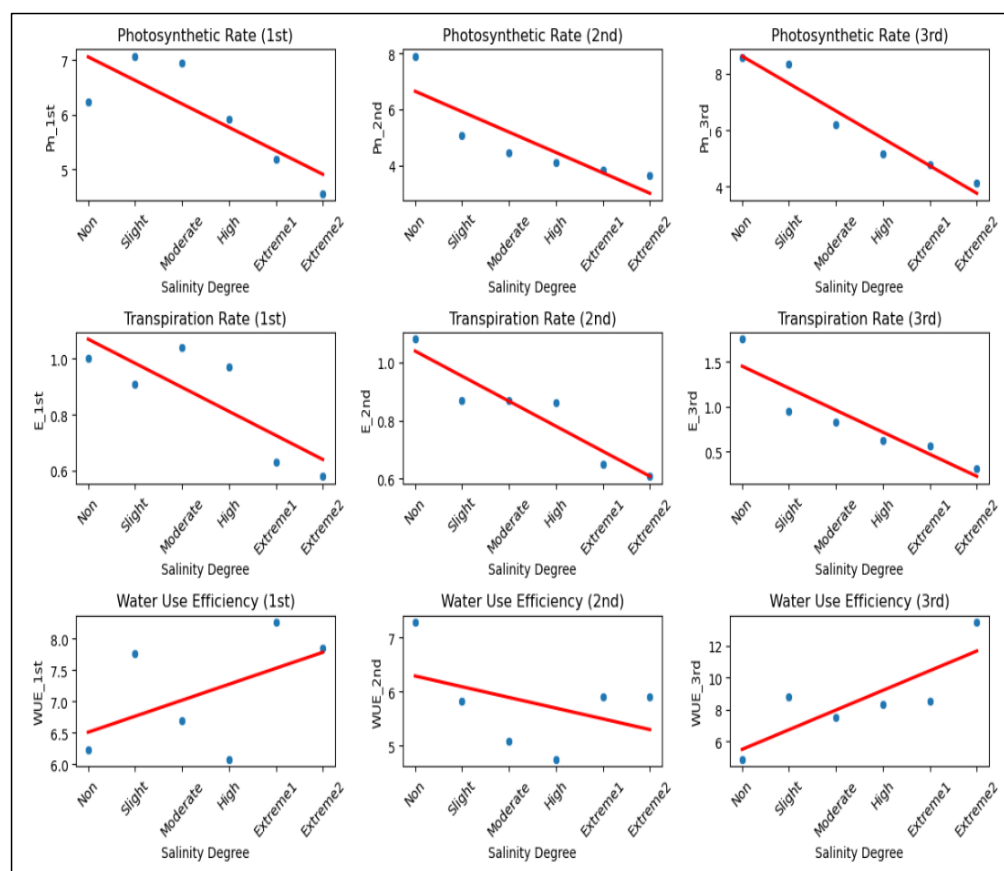 Photosynthetic Rate (1st)
Photosynthetic Rate (2nd)
Photosynthetic Rate (3rd)
Pn_1st
7
6
5
Pn_2nd
8
6
4
Pn_3rd
8
6
4
Non
Slight
Moderate
High
Extreme1
Extreme2
Non
Slight
Moderate
High
Extreme1
Extreme2
Non
Slight
Moderate
High
Extreme1
Extreme2
Salinity Degree
Salinity Degree
Salinity Degree
Transpiration Rate (1st)
Transpiration Rate (2nd)
Transpiration Rate (3rd)
E_1st
1.0
0.8
0.6
E_2nd
1.0
0.8
0.6
E_3rd
1.5
1.0
0.5
Non
Slight
Moderate
High
Extreme1
Extreme2
Non
Slight
Moderate
High
Extreme1
Extreme2
Non
Slight
Moderate
High
Extreme1
Extreme2
Salinity Degree
Salinity Degree
Salinity Degree
Water Use Efficiency (1st)
Water Use Efficiency (2nd)
Water Use Efficiency (3rd)
WUE_1st
8.0
7.5
7.0
6.5
6.0
WUE_2nd
7
6
5
WUE_3rd
12
10
8
6
Non
Slight
Moderate
High
Extreme1
Extreme2
Non
Slight
Moderate
High
Extreme1
Extreme2
Non
Slight
Moderate
High
Extreme1
Extreme2
Salinity Degree
Salinity Degree
Salinity Degree